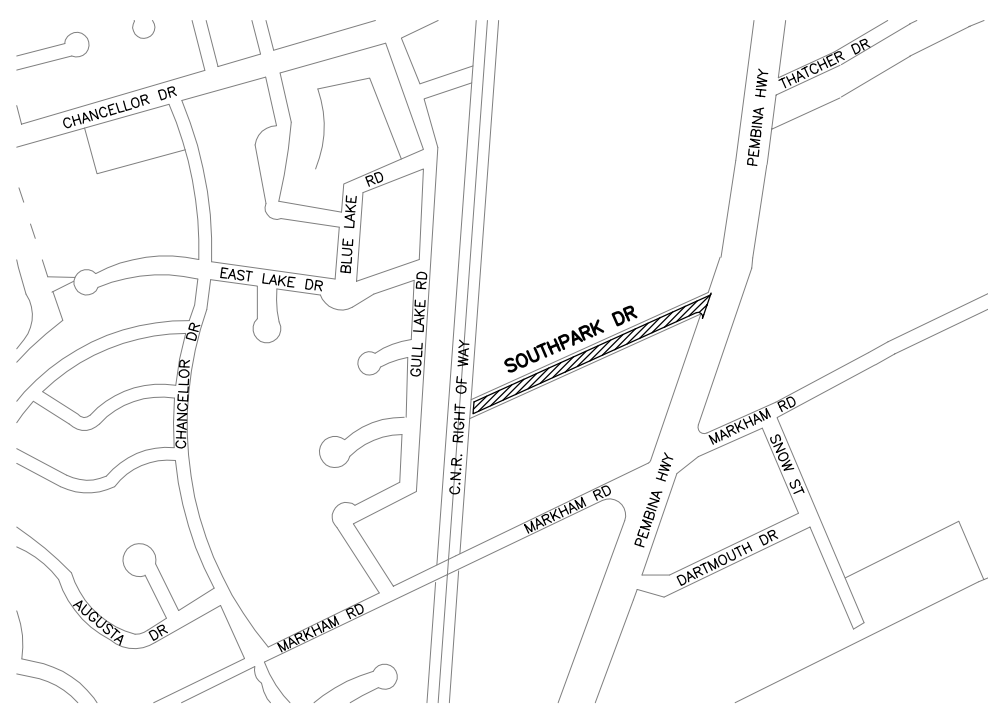 THATCHER DR
CHANCELLOR DR
PEMBINA HWY
BLUE LAKE
RD
EAST LAKE DR
GULL LAKE RD
SOUTHPARK DR
CHANCELLOR DR
C.N.R. RIGHT OF WAY
MARKHAM RD
SNOW ST
PEMBINA HWY
MARKHAM RD
DARTMOUTH DR
AUGUSTA DR
MARKHAM RD